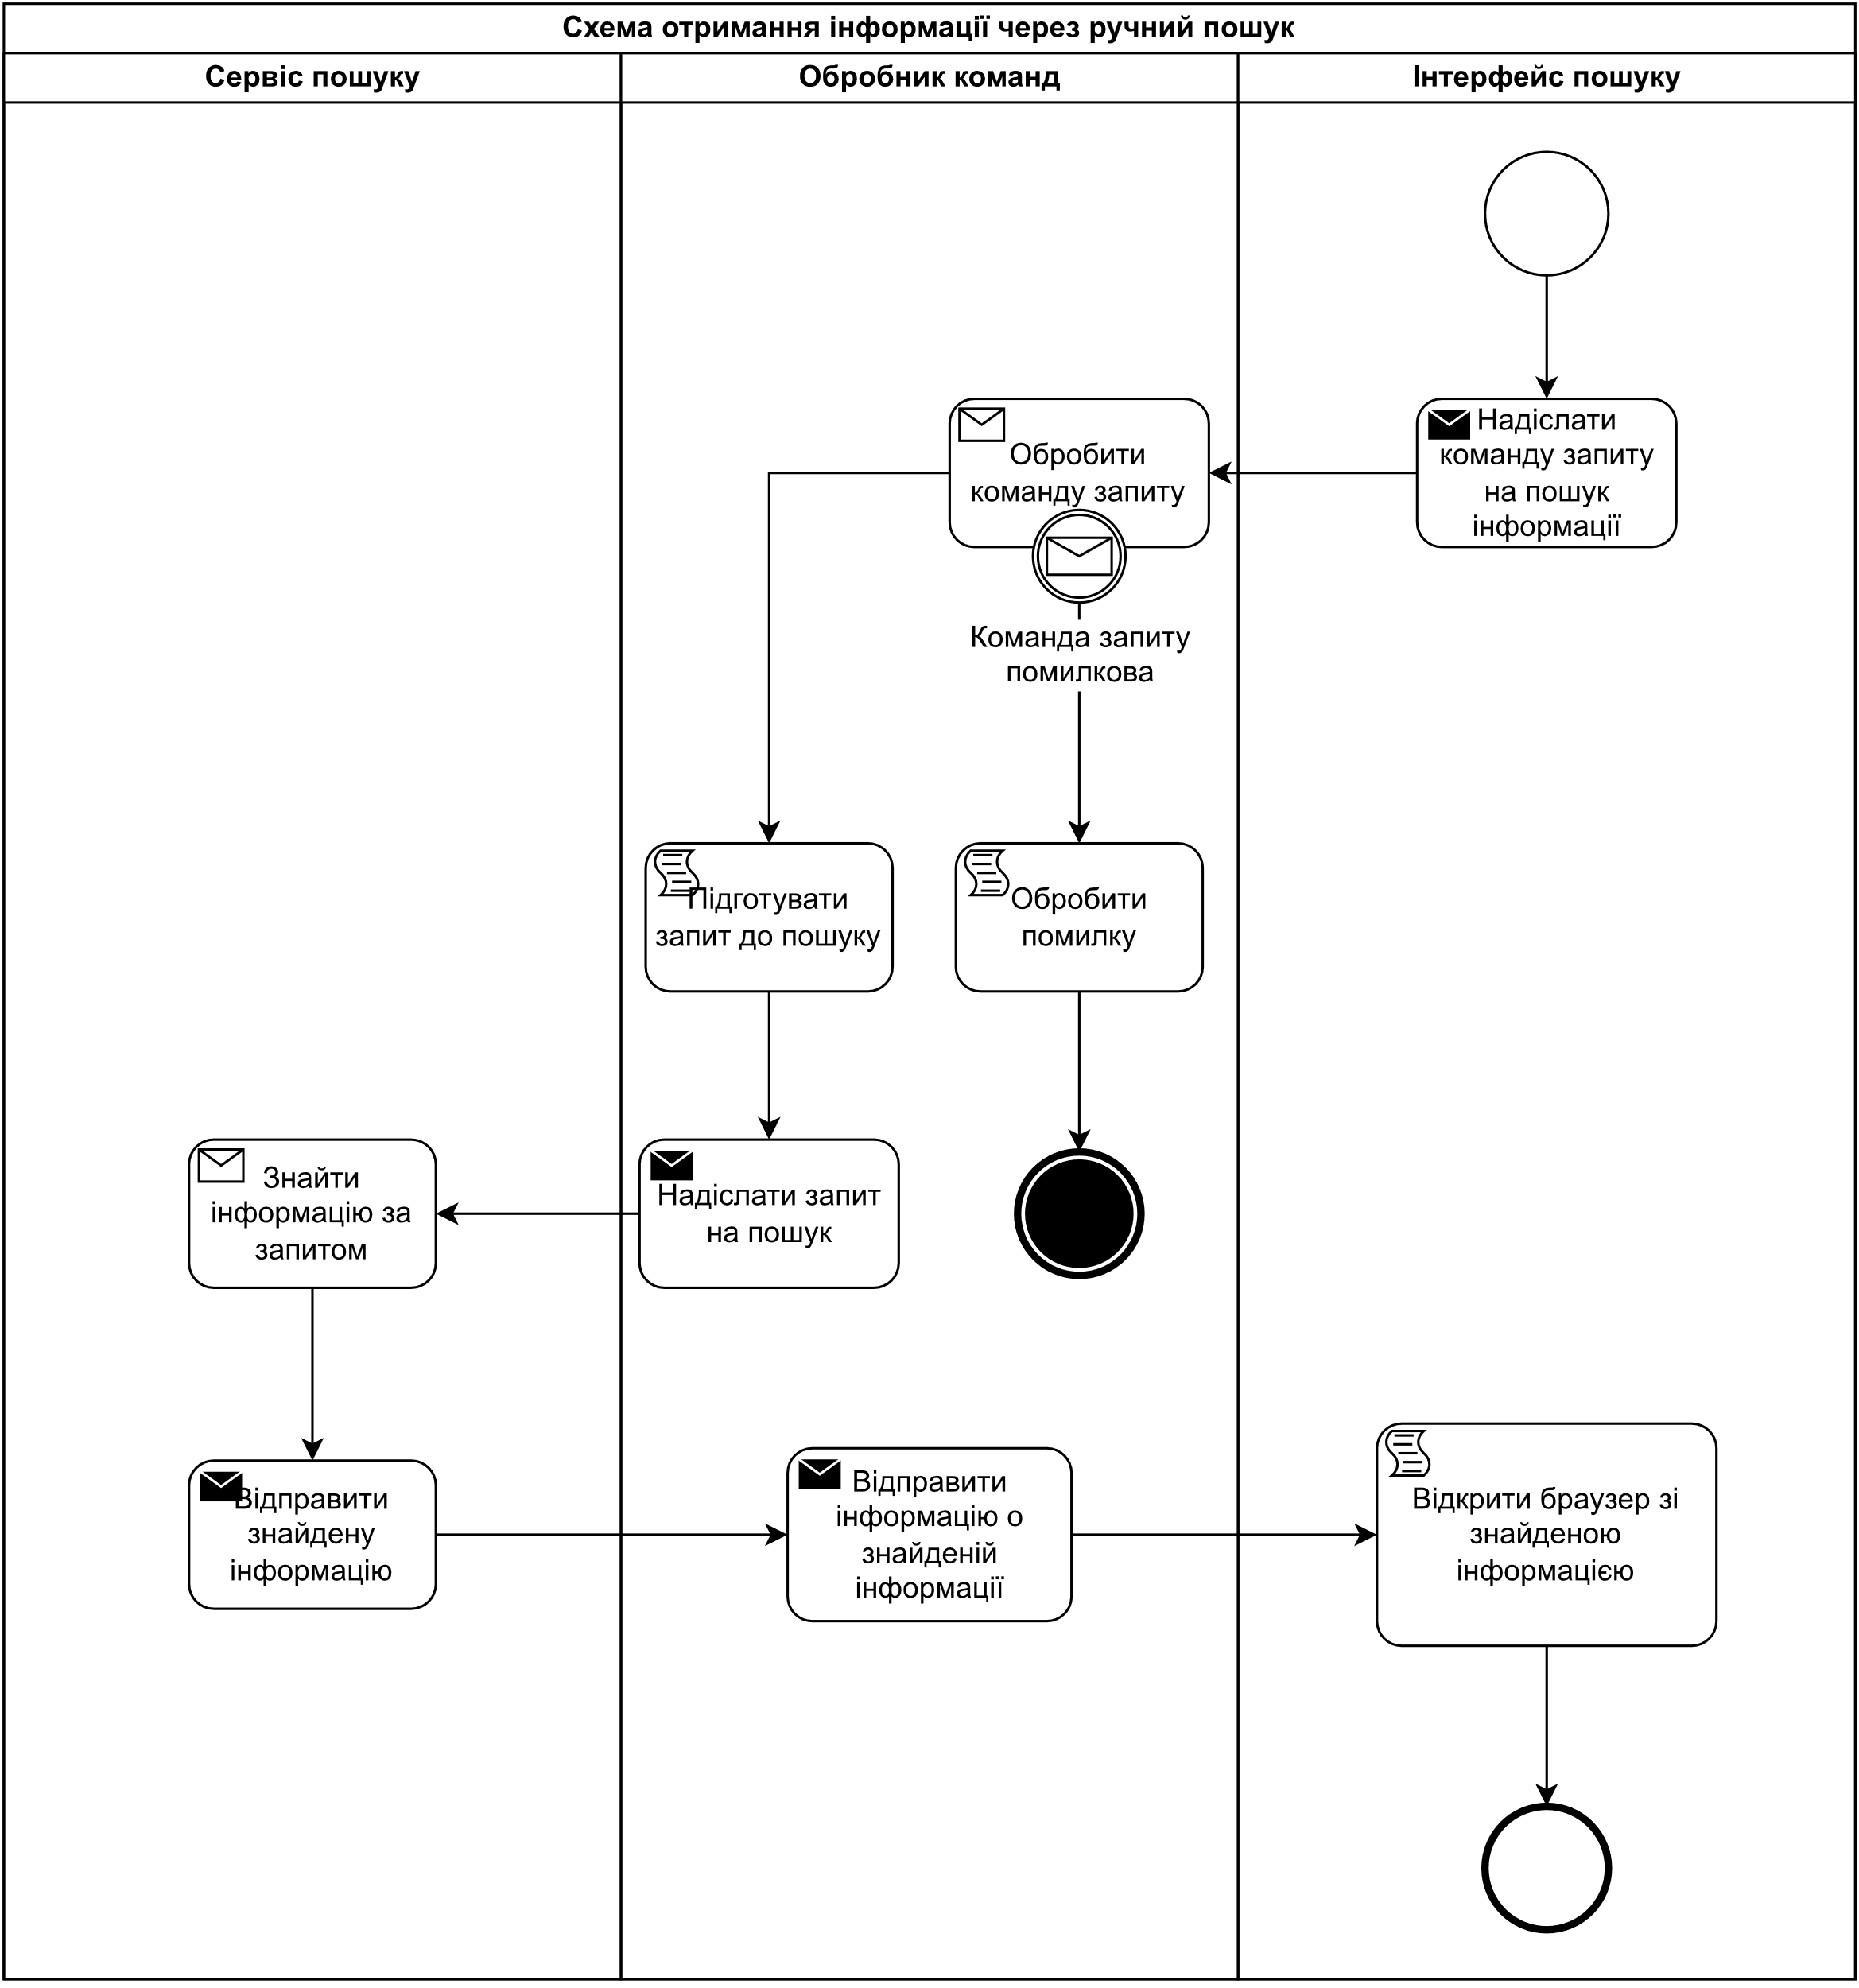 Схема отримання інформації через ручний пошук
Сервіс пошуку
Обробник команд
Інтерфейс пошуку
Надіслати
команду запиту
на пошук
інформації
Обробити
команду запиту
Команда запиту
помилкова
Підготувати
запит до пошуку
Обробити
помилку
Надіслати запит
на пошук
Знайти
інформацію за
запитом
Відправити
знайдену
інформацію
Відправити
інформацію о
знайденій
інформації
Відкрити браузер зі
знайденою
інформацією